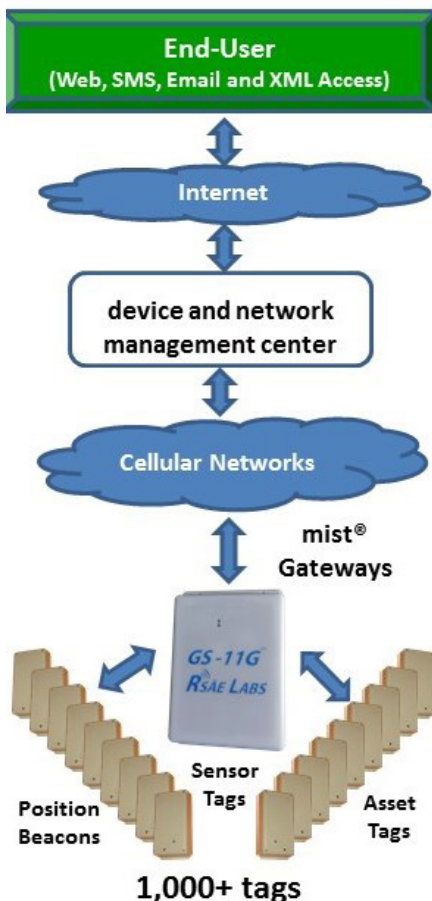 End-User
(Web, SMS, Email and XML Access)
Internet
device and network
management center
Cellular Networks
mist®
Gateways
GS-11G
RSAE LABS
Sensor
Tags
Position
Beacons
Asset
Tags
1,000+ tags